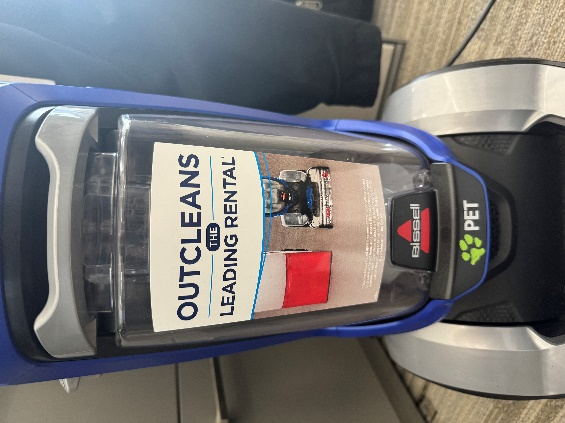 OUTCLEANS
THE
LEADING RENTAL*
BISSELL
PET